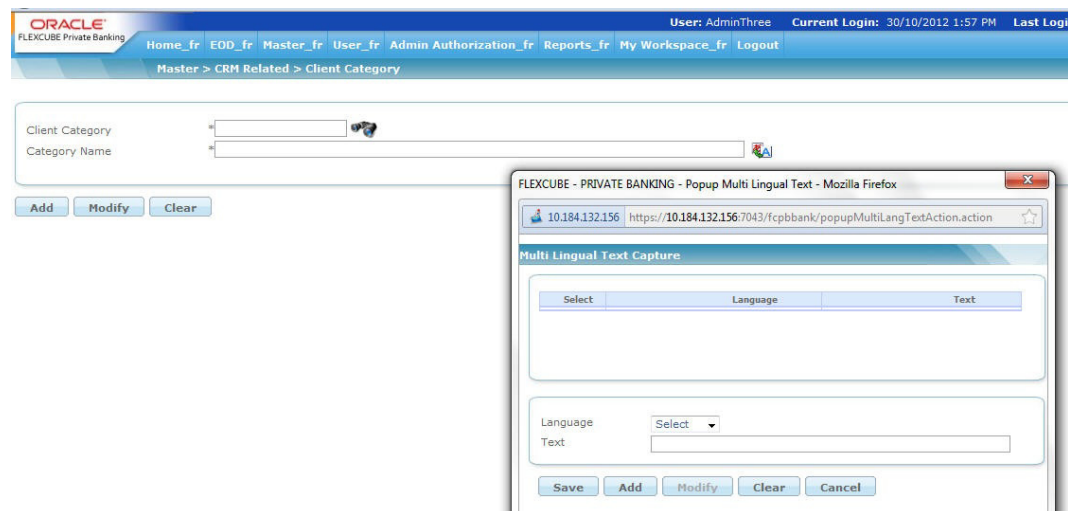 ORACLE
FLEXCUBE Private Banking
User: AdminThree Current Login: 30/10/2012 1:57 PM Last Logi
Home_fr EOD_fr Master_fr User_fr Admin Authorization_fr Reports_fr My Workspace_fr Logout
Master > CRM Related > Client Category
Client Category *
Category Name *
Add Modify Clear
FLEXCUBE - PRIVATE BANKING - Popup Multi Lingual Text - Mozilla Firefox
10.184.132.156 https://10.184.132.156:7043/fcpbbank/popupMultiLangTextAction.action
Multi Lingual Text Capture
Select Language Text
Language Select
Text
Save Add Modify Clear Cancel